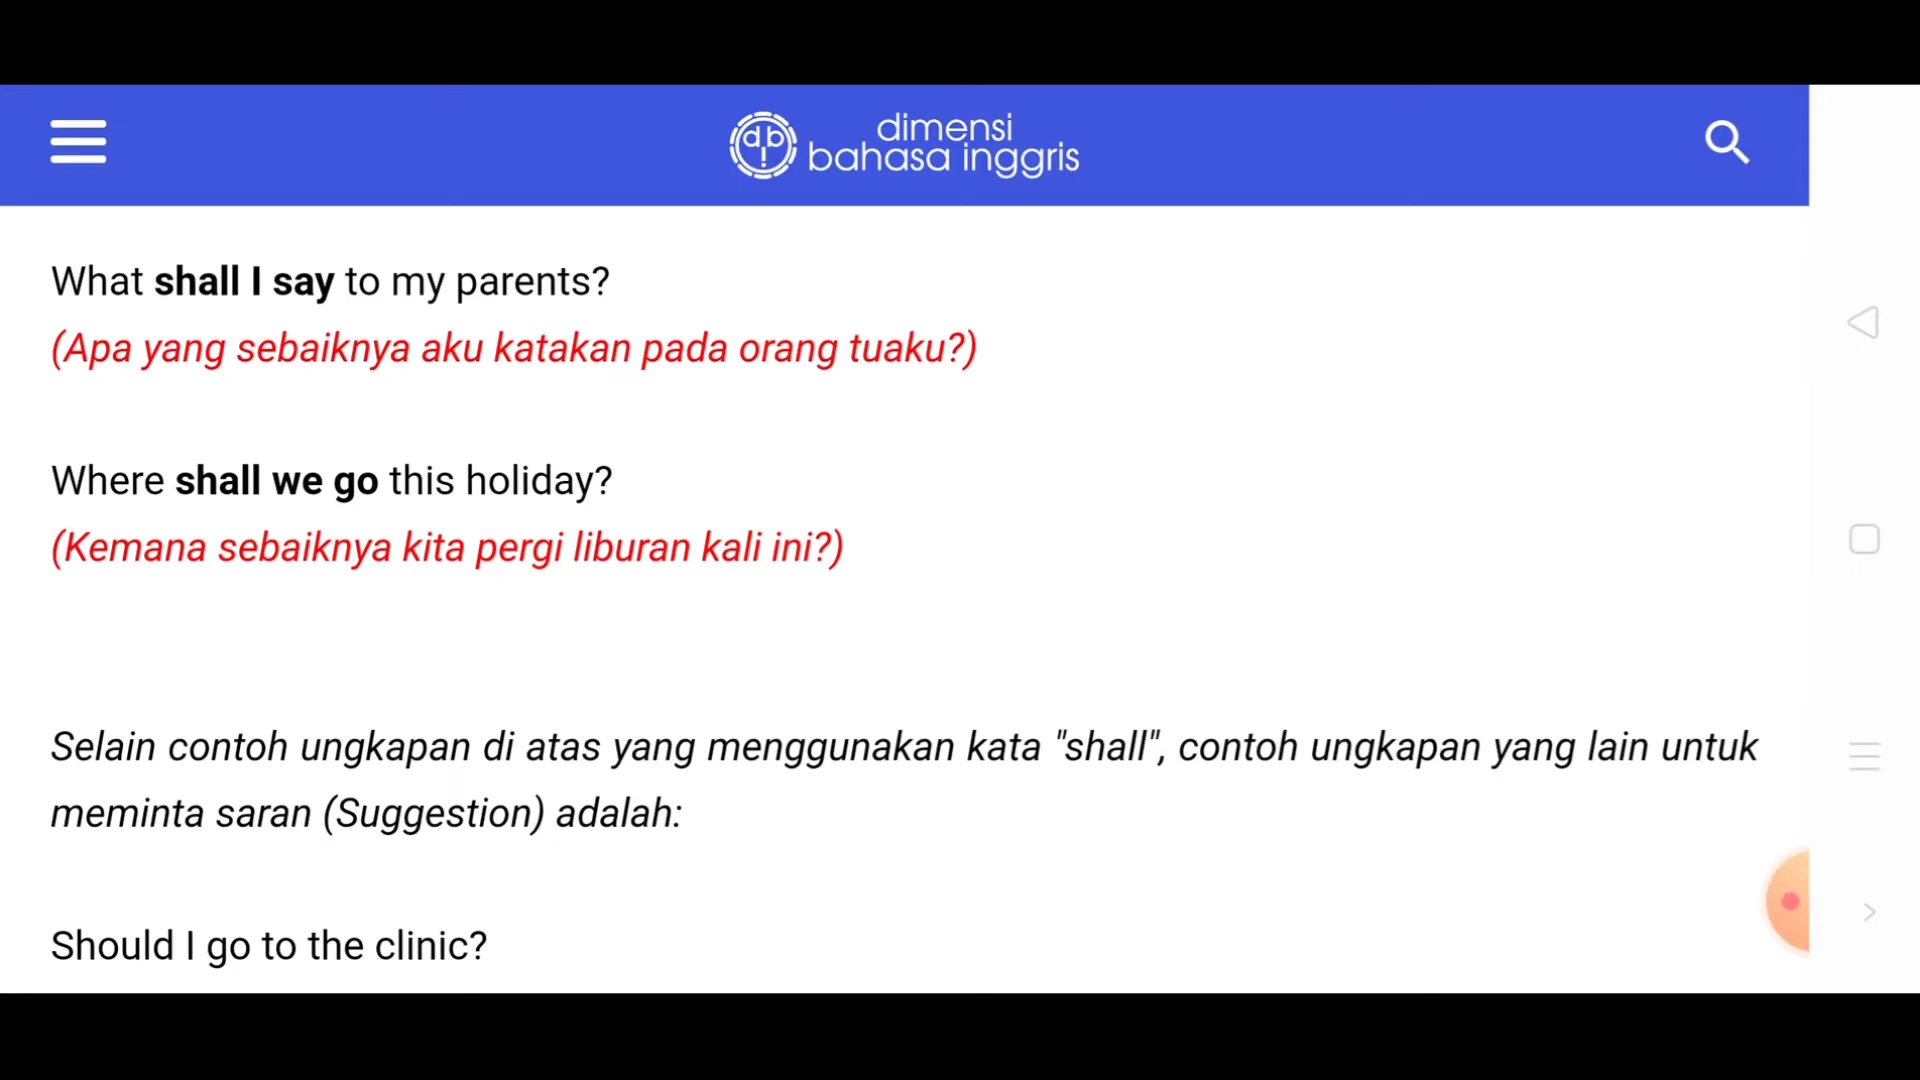 dimensi
bahasa inggris
What shall I say to my parents?
(Apa yang sebaiknya aku katakan pada orang tuaku?)
Where shall we go this holiday?
(Kemana sebaiknya kita pergi liburan kali ini?)
Selain contoh ungkapan di atas yang menggunakan kata "shall", contoh ungkapan yang lain untuk
meminta saran (Suggestion) adalah:
Should I go to the clinic?